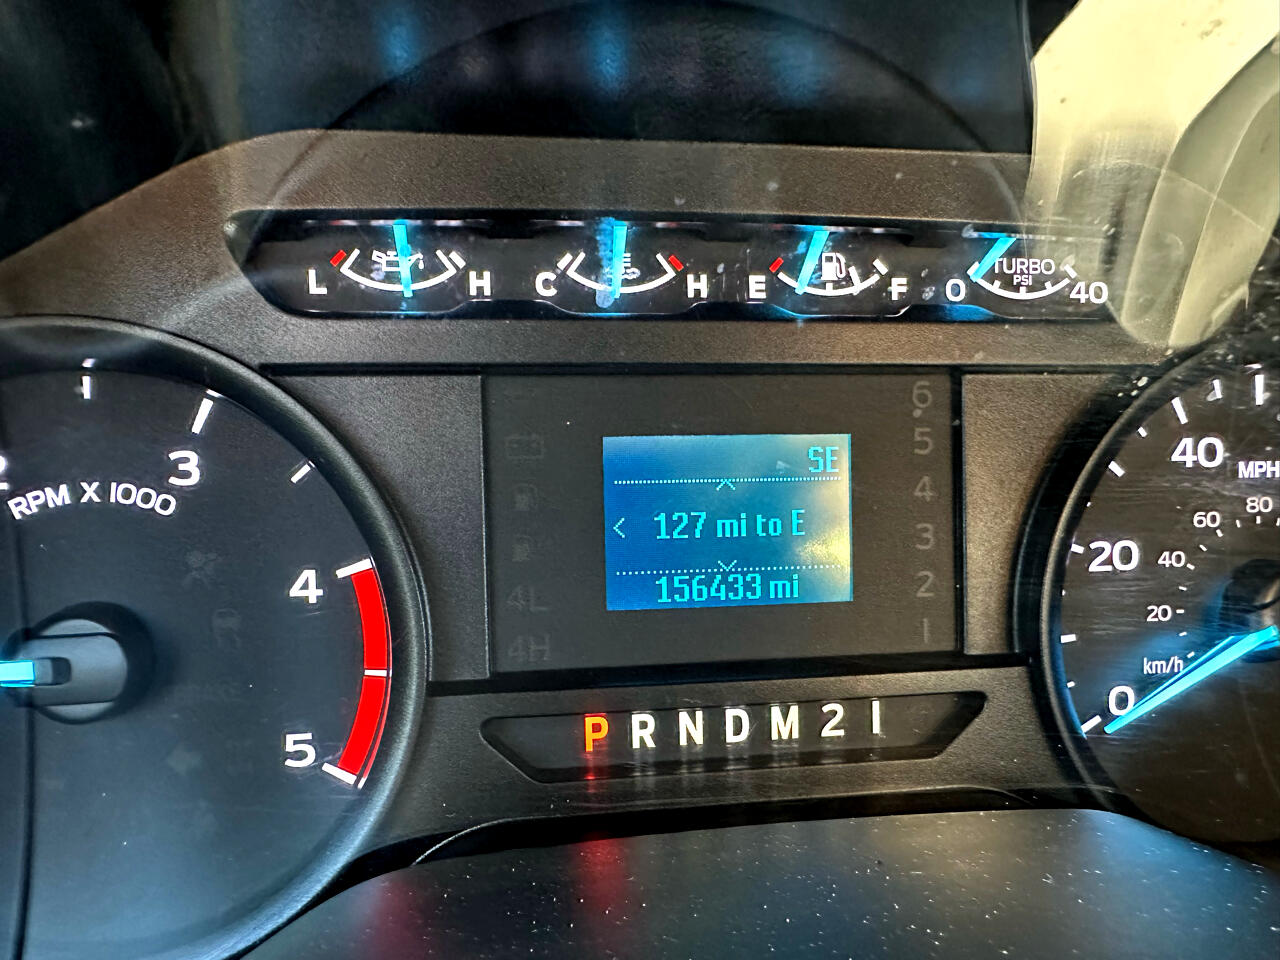 L H C H E F 0 TURBO PSI 40
2 3 4 5
RPM X 1000
SE
127 mi to E
156433 mi
6
5
4
3
2
1
4L
4H
P R N D M 2 1
0 20 40
MPH
20 40 60 80
km/h